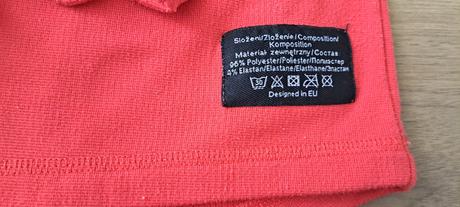 Složení/Zloženie/Composition/
Komposition
Materiał zewnętrzny/Состав
96% Polyester/Poliester/Полиэстер
4% Elastan/Elastane/Elasthane/Эластан
30
Designed in EU